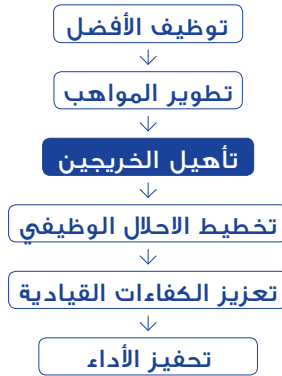 توظيف الأفضل
تطوير المواهب
تأهيل الخريجين
تخطيط الاحلال الوظيفي
تعزيز الكفاءات القيادية
تحفيز الأداء